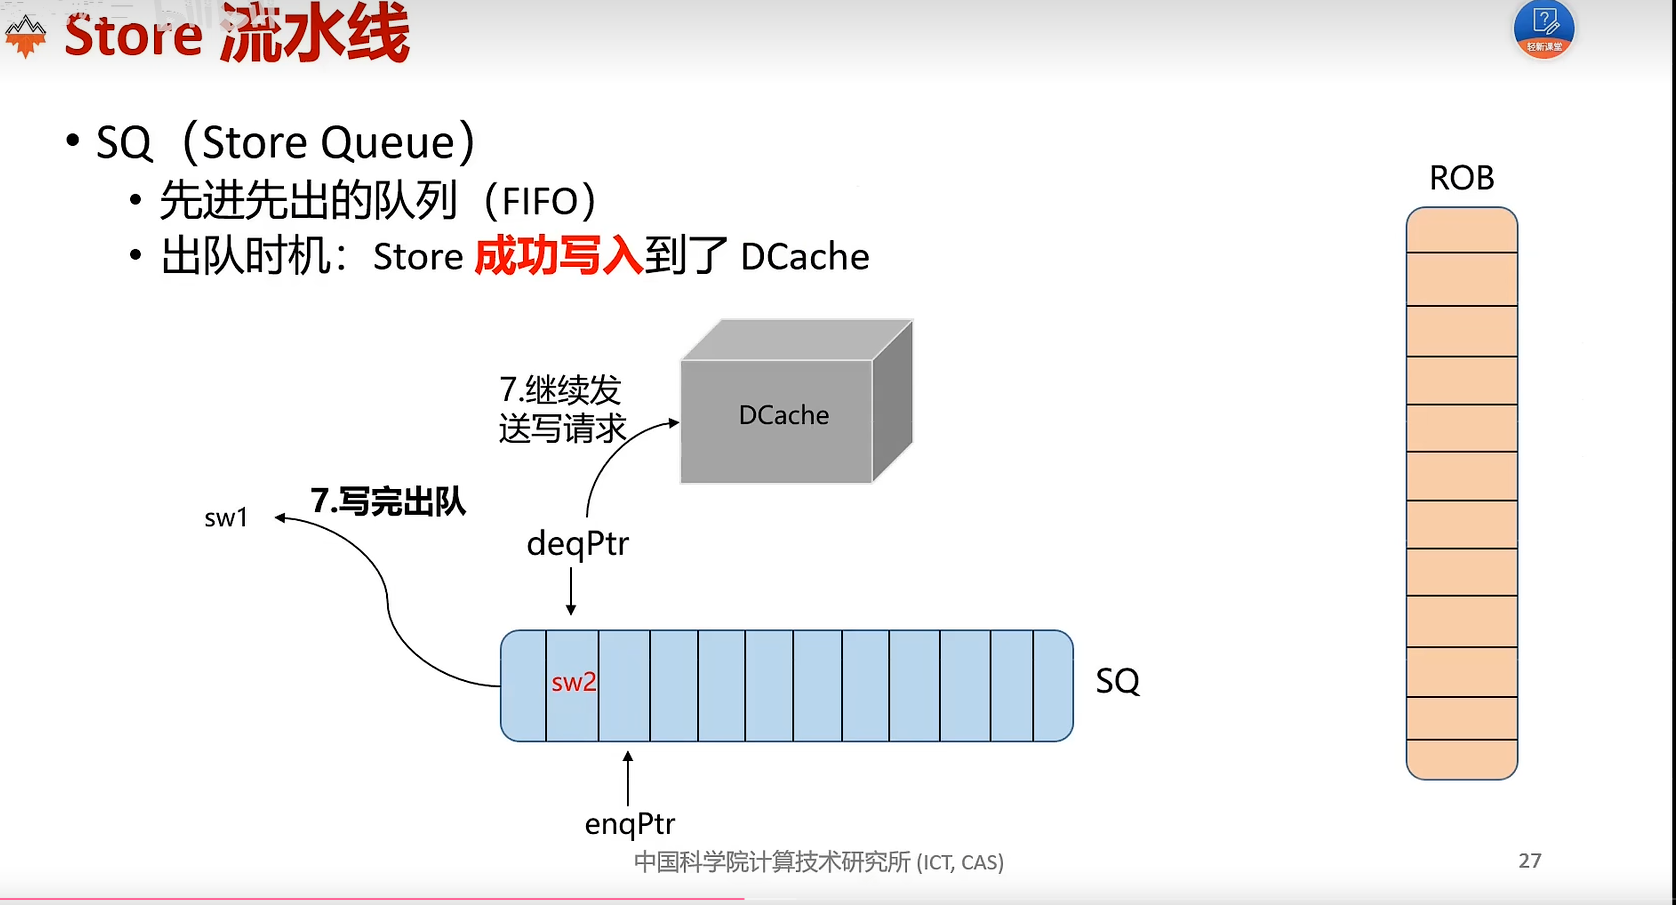 Store 流水线
轻新课堂
• SQ（Store Queue）
• 先进先出的队列（FIFO）
• 出队时机：Store 成功写入到了 DCache
ROB
7.继续发
送写请求
DCache
7.写完出队
sw1
deqPtr
sw2
SQ
enqPtr
中国科学院计算技术研究所 (ICT, CAS)
27